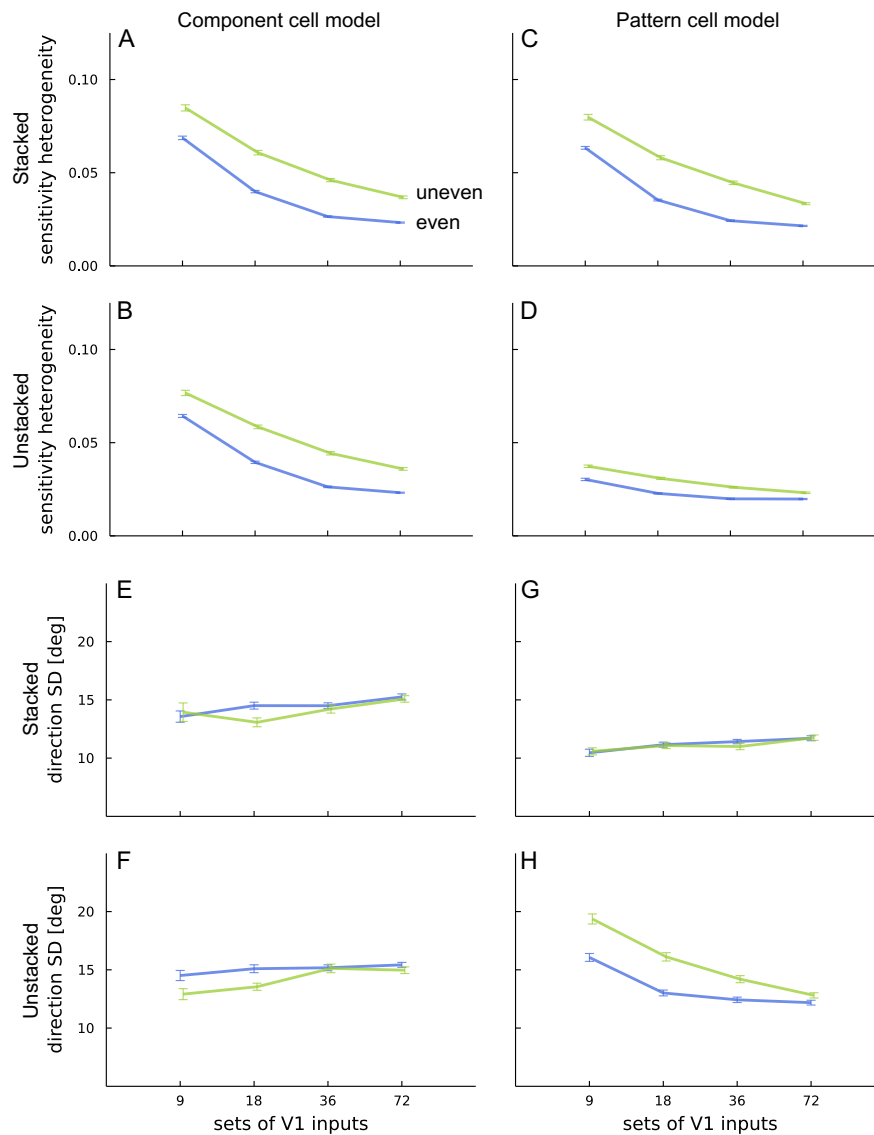 Component cell model
Pattern cell model
A
C
Stacked
sensitivity heterogeneity
0.10
0.05
0.00
uneven
even
B
D
Unstacked
sensitivity heterogeneity
0.10
0.05
0.00
E
G
Stacked
direction SD [deg]
20
15
10
F
H
Unstacked
direction SD [deg]
20
15
10
9 18 36 72
9 18 36 72
sets of V1 inputs
sets of V1 inputs